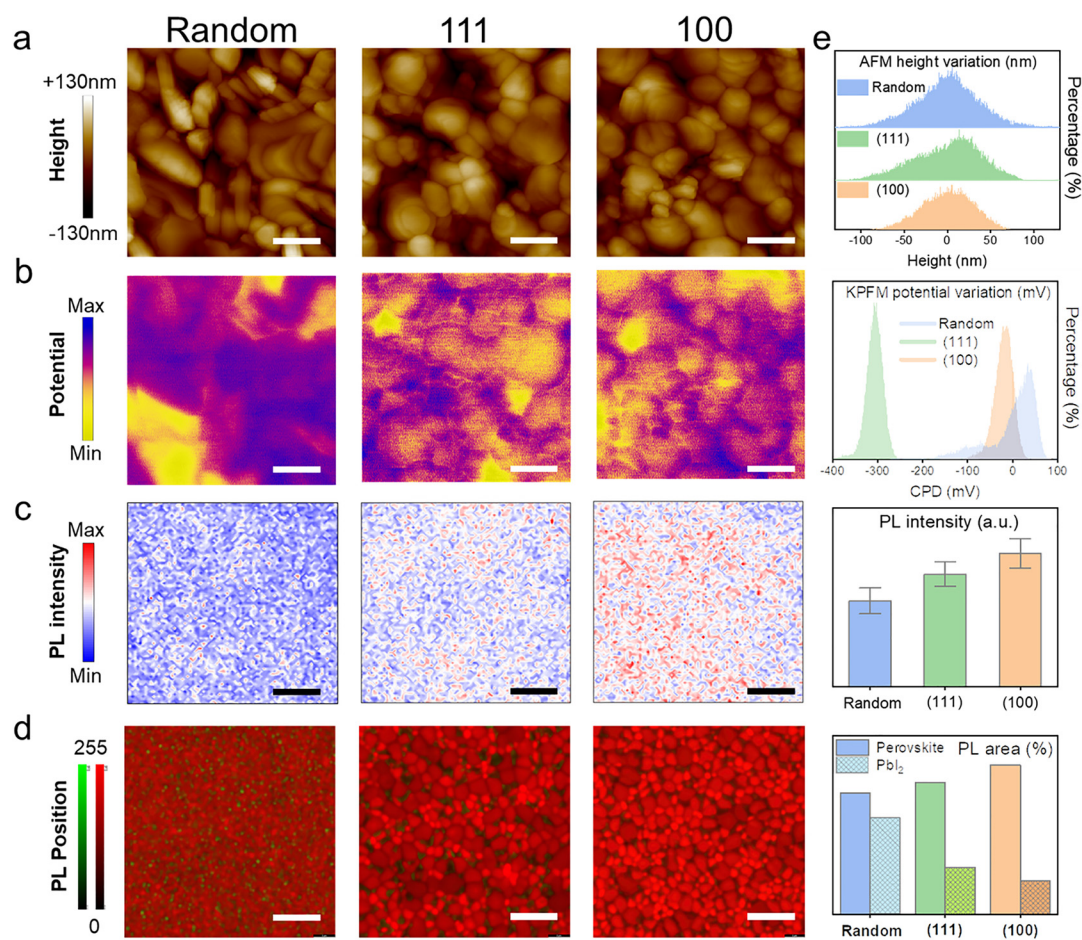 Random
111
100
a
+130nm
Height
-130nm
b
Max
Potential
Min
c
Max
PL intensity
Min
d
255
PL Position
0
e
AFM height variation (nm)
Random
(111)
(100)
Percentage (%)
-100
-50
0
50
100
Height (nm)
KPFM potential variation (mV)
Random
(111)
(100)
Percentage (%)
-400
-300
-200
-100
0
100
CPD (mV)
PL intensity (a.u.)
Random
(111)
(100)
Perovskite
PbI2
PL area (%)
Random
(111)
(100)